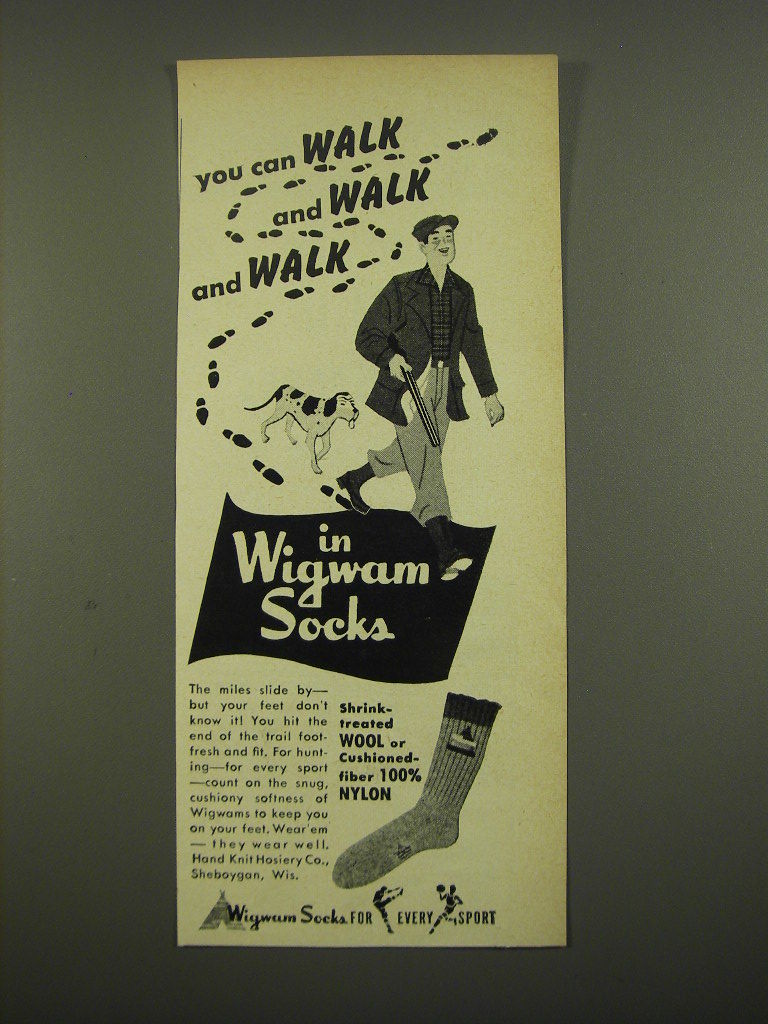 you can WALK
and WALK
and WALK
in
Wigwam
Socks
The miles slide by—
but your feet don't
know it! You hit the
end of the trail foot-
fresh and fit. For hunt-
ing—for every sport
—count on the snug,
cushiony softness of
Wigwams to keep you
on your feet. Wear'em
— they wear well.
Hand Knit Hosiery Co.,
Sheboygan, Wis.
Shrink-
treated
WOOL or
Cushioned-
fiber 100%
NYLON
Wigwam Socks FOR EVERY SPORT